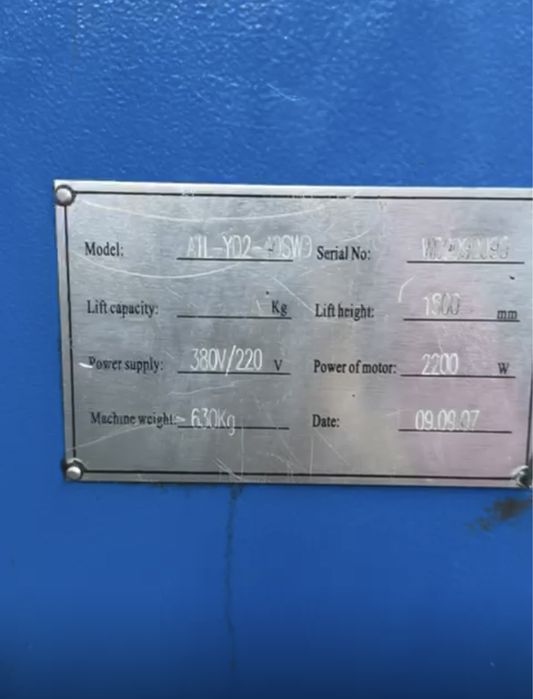 Model: Serial No:
Lift capacity: Kg Lift height: 1800 mm
Power supply: 380V/220 V Power of motor: 2200 W
Machine weight: 630Kg Date: 09.09.07